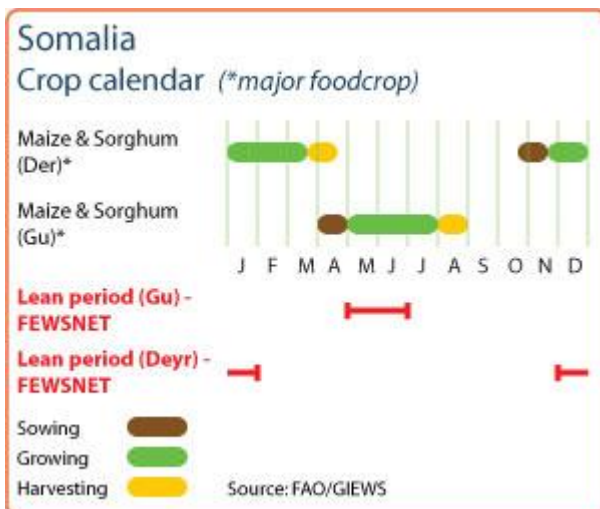 Somalia
Crop calendar (*major foodcrop)
Maize & Sorghum
(Der)*
Maize & Sorghum
(Gu)*
J F M A M J J A S O N D
Lean period (Gu) -
FEWSNET
Lean period (Deyr) -
FEWSNET
Sowing
Growing
Harvesting
Source: FAO/GIEWS